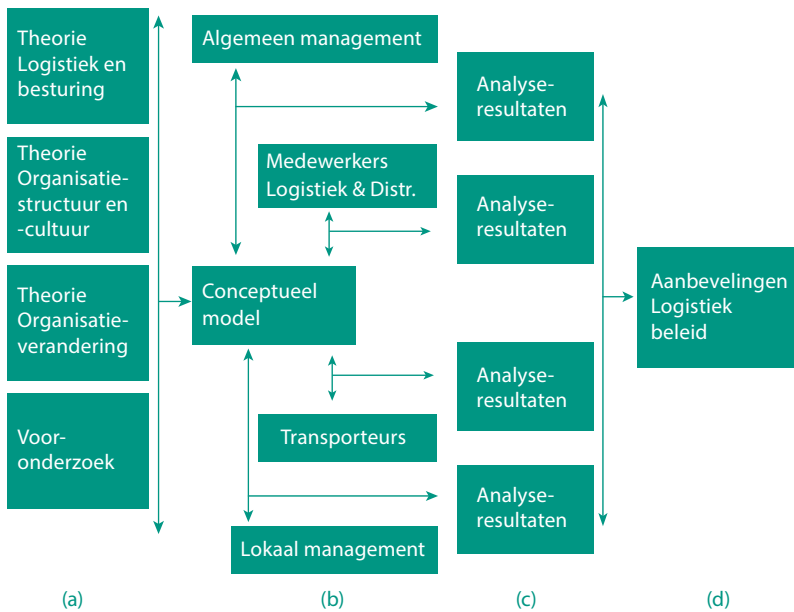 Theorie
Logistiek en
besturing
Theorie
Organisatie-
structuur en
-cultuur
Theorie
Organisatie-
verandering
Voor-
onderzoek
(a)
Algemeen management
Medewerkers
Logistiek & Distr.
Conceptueel
model
Transporteurs
Lokaal management
(b)
Analyse-
resultaten
Analyse-
resultaten
Analyse-
resultaten
Analyse-
resultaten
(c)
Aanbevelingen
Logistiek
beleid
(d)